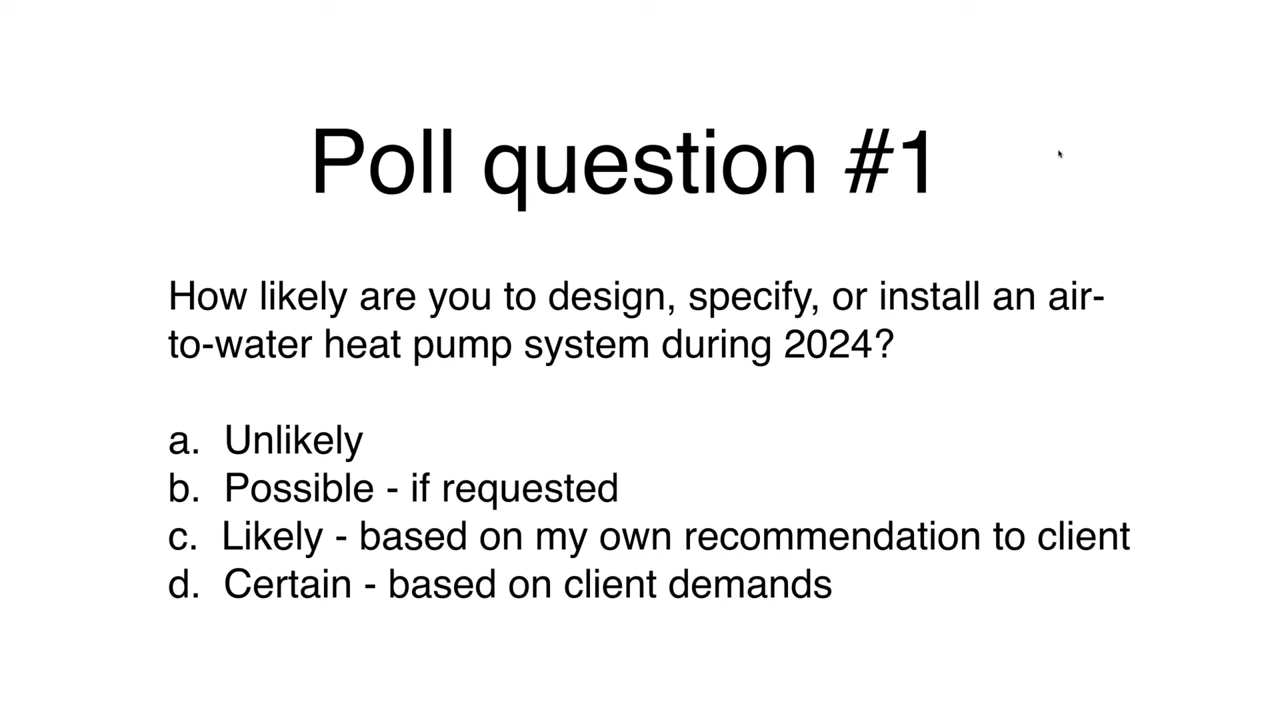 Poll question #1
How likely are you to design, specify, or install an air-
to-water heat pump system during 2024?
a. Unlikely
b. Possible - if requested
c. Likely - based on my own recommendation to client
d. Certain - based on client demands